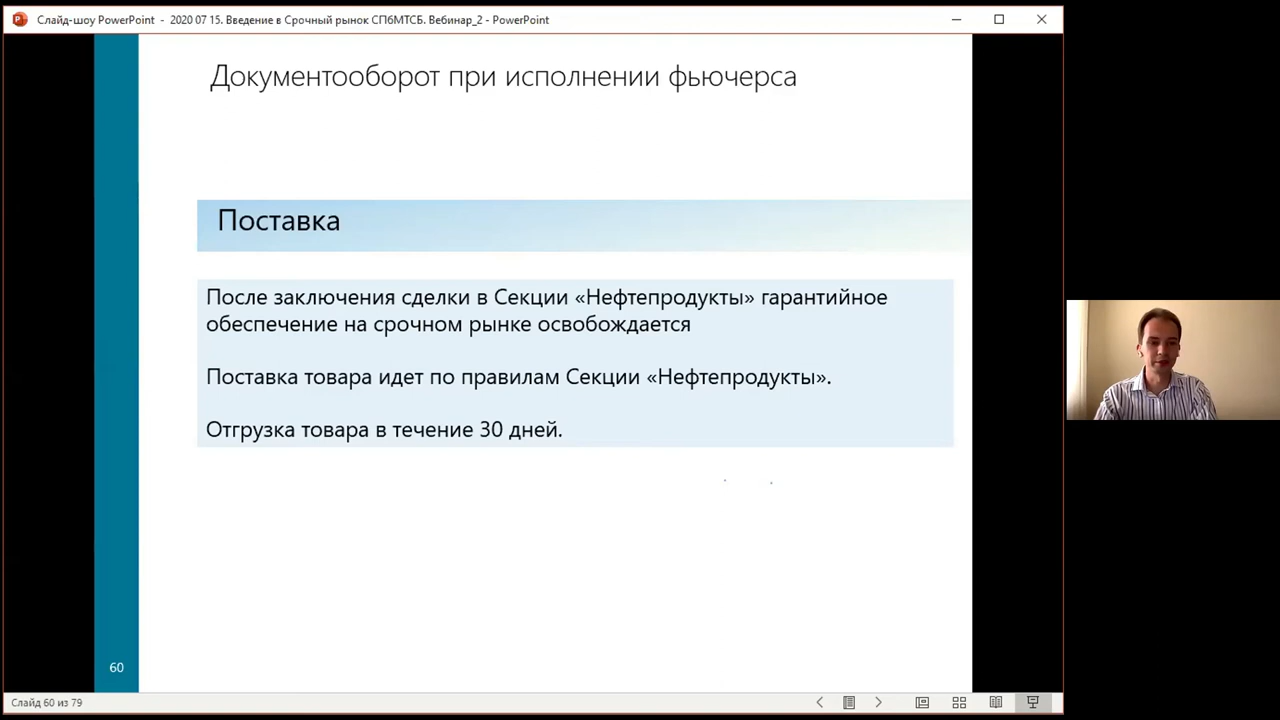 Слайд-шоу PowerPoint - 2020 07 15. Введение в Срочный рынок СПбМТСБ. Вебинар_2 - PowerPoint
Документооборот при исполнении фьючерса
Поставка
После заключения сделки в Секции «Нефтепродукты» гарантийное
обеспечение на срочном рынке освобождается
Поставка товара идет по правилам Секции «Нефтепродукты».
Отгрузка товара в течение 30 дней.
60
Слайд 60 из 79